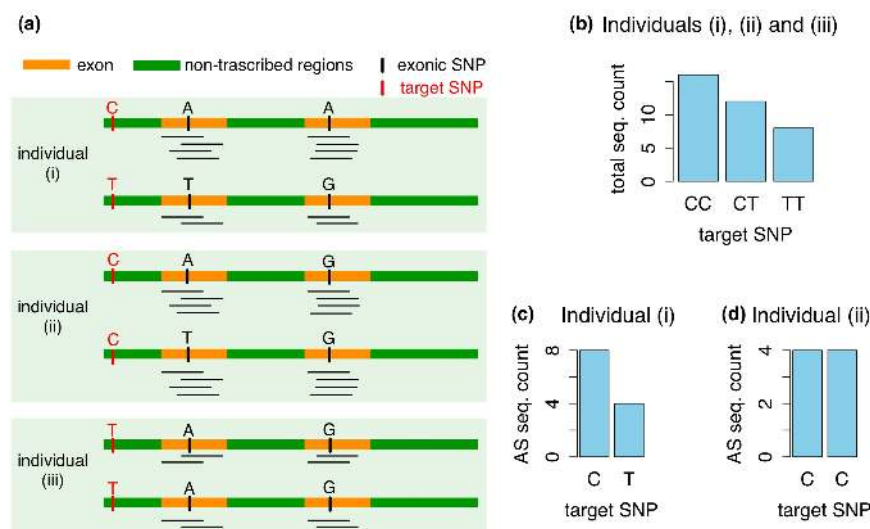 (a)
exon
non-trascribed regions
exonic SNP
target SNP
C A A
individual
(i)
T T G
C A G
individual
(ii)
C T G
T A G
individual
(iii)
T A G
(b) Individuals (i), (ii) and (iii)
total seq. count
0 5 10
CC CT TT
target SNP
(c) Individual (i)
AS seq. count
0 4 8
C T
target SNP
(d) Individual (ii)
AS seq. count
0 2 4
C C
target SNP